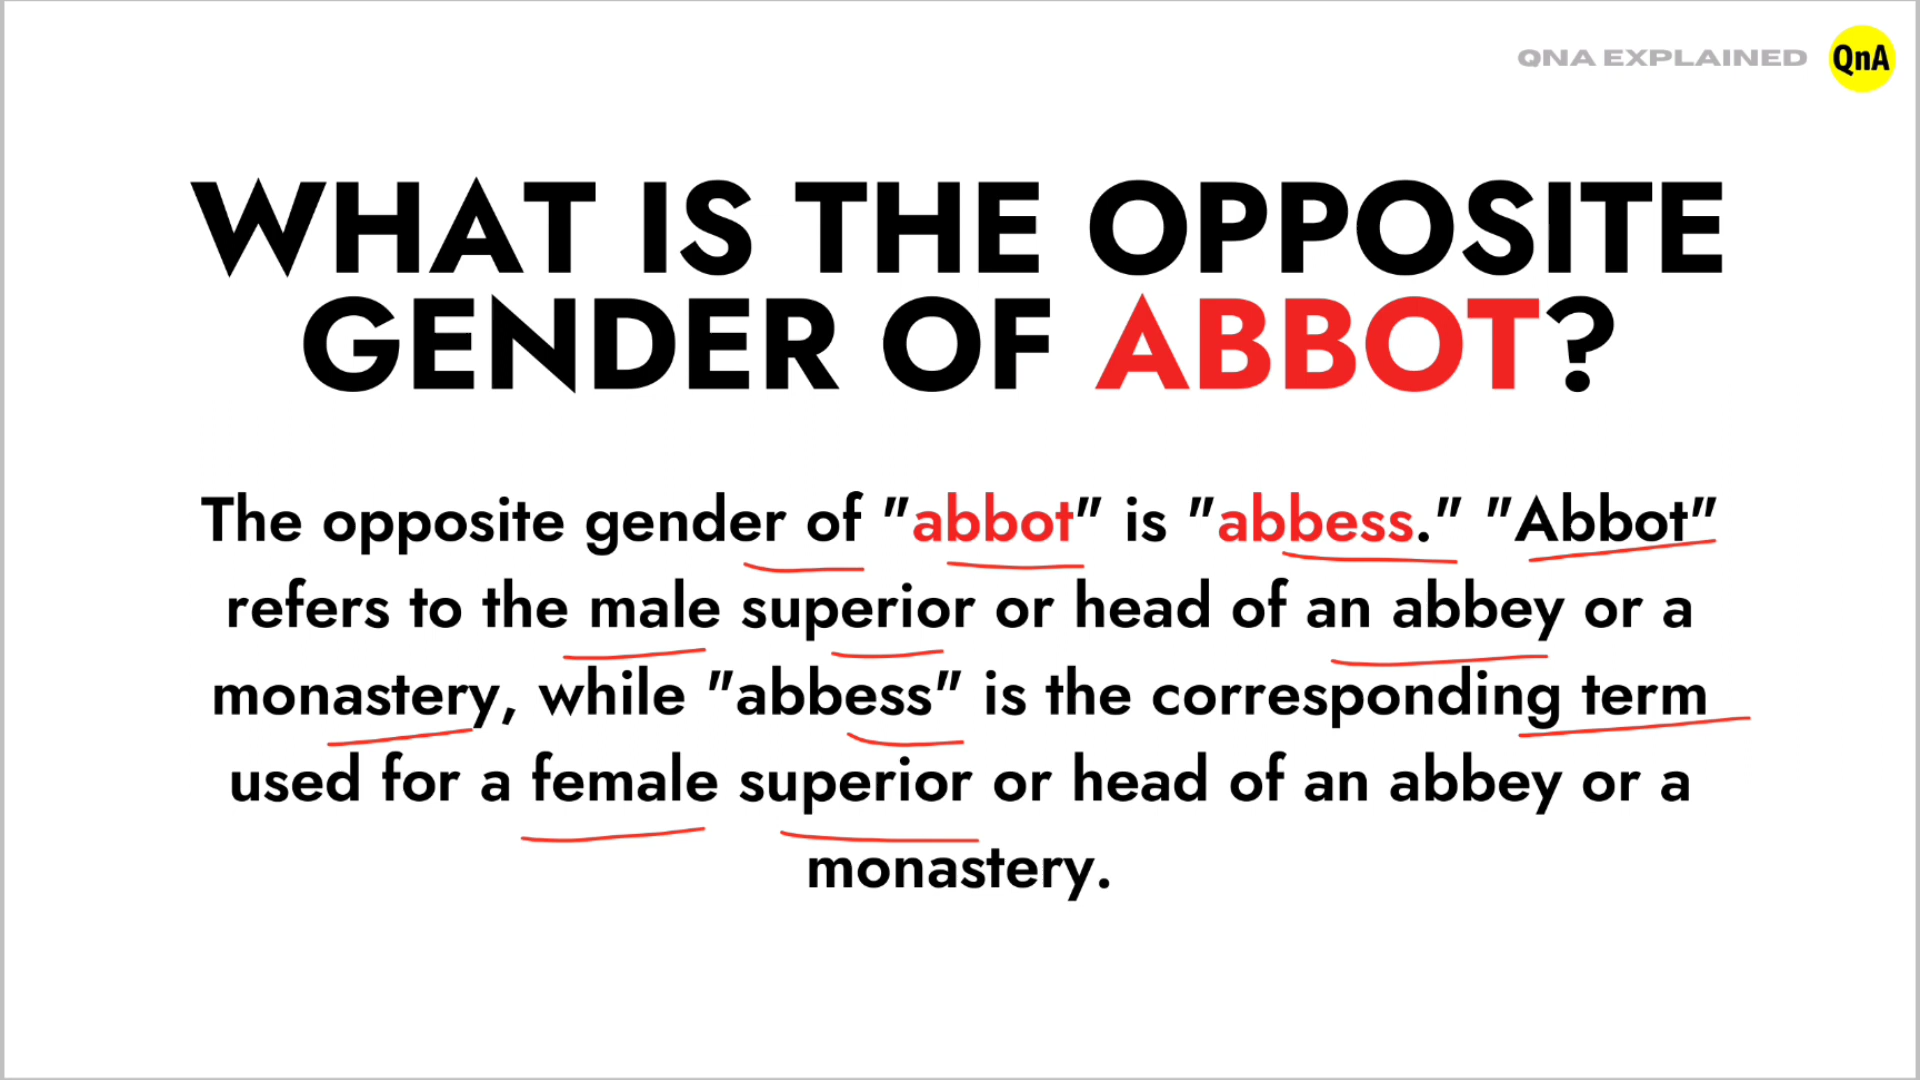 QNA EXPLAINED QnA
WHAT IS THE OPPOSITE
GENDER OF ABBOT?
The opposite gender of "abbot" is "abbess." "Abbot"
refers to the male superior or head of an abbey or a
monastery, while "abbess" is the corresponding term
used for a female superior or head of an abbey or a
monastery.